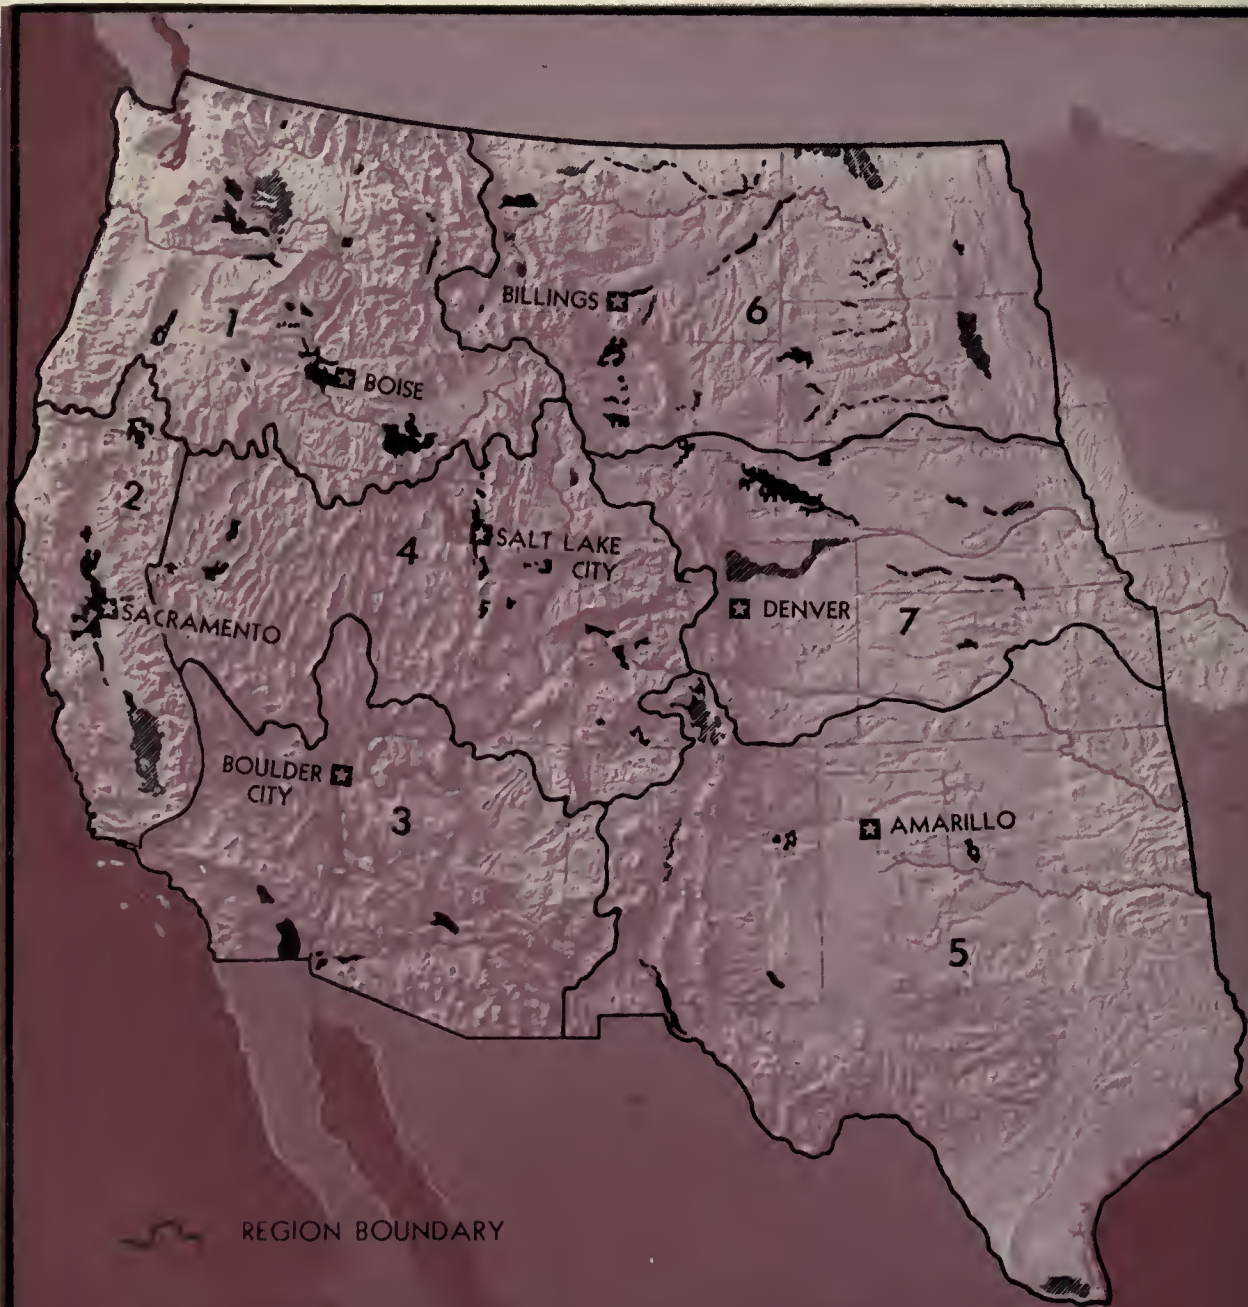 BILLINGS
6
1
BOISE
2
4
SALT LAKE
CITY
SACRAMENTO
DENVER
7
BOULDER
CITY
3
AMARILLO
5
REGION BOUNDARY